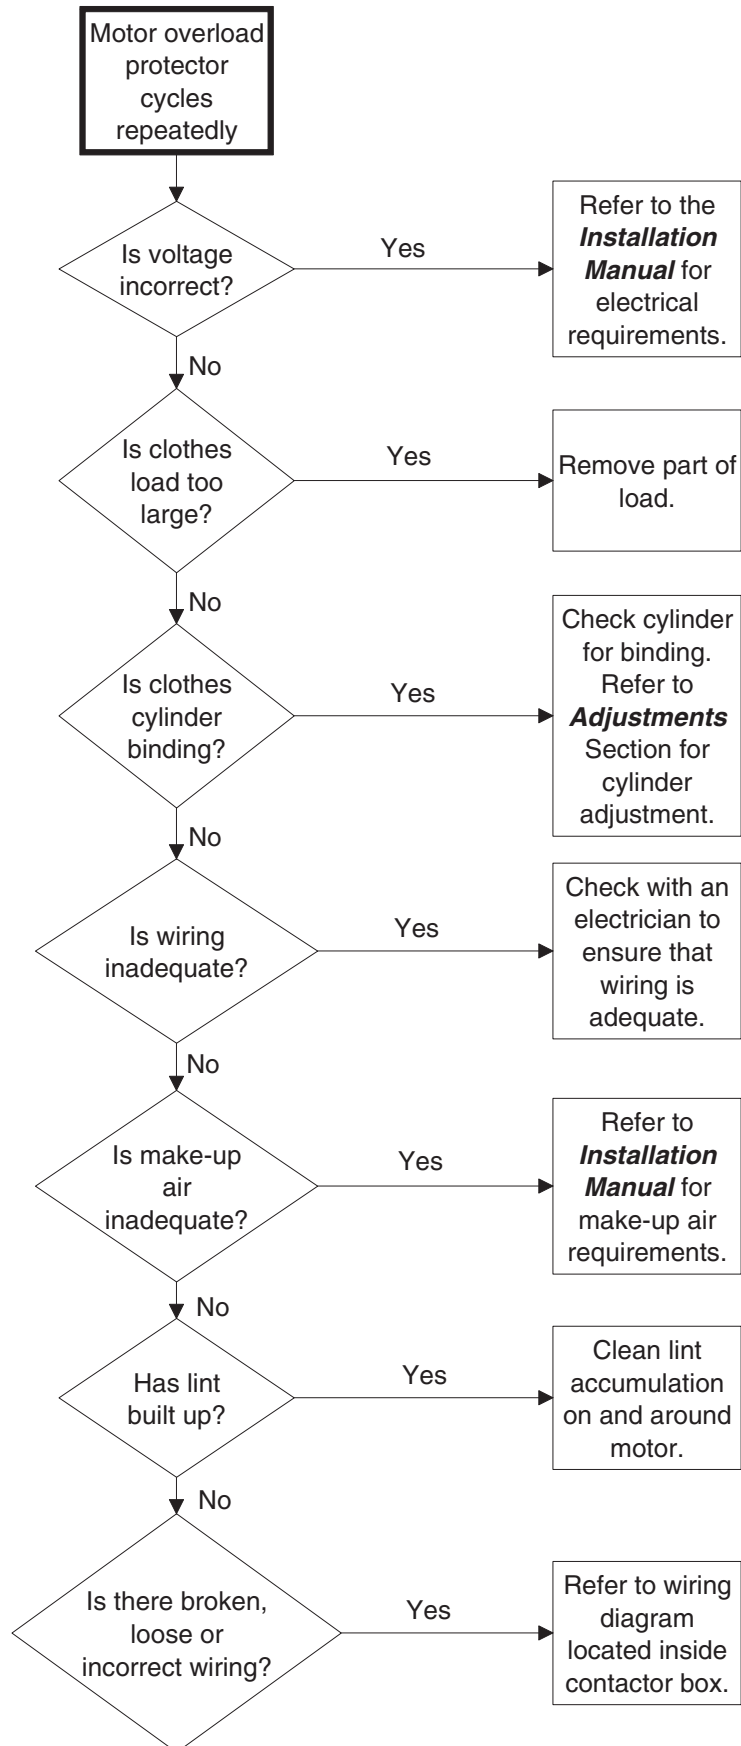 Motor overload
protector
cycles
repeatedly
Is voltage
incorrect?
Yes
Refer to the
Installation
Manual for
electrical
requirements.
No
Is clothes
load too
large?
Yes
Remove part of
load.
No
Is clothes
cylinder
binding?
Yes
Check cylinder
for binding.
Refer to
Adjustments
Section for
cylinder
adjustment.
No
Is wiring
inadequate?
Yes
Check with an
electrician to
ensure that
wiring is
adequate.
No
Is make-up
air
inadequate?
Yes
Refer to
Installation
Manual for
make-up air
requirements.
No
Has lint
built up?
Yes
Clean lint
accumulation
on and around
motor.
No
Is there broken,
loose or
incorrect wiring?
Yes
Refer to wiring
diagram
located inside
contactor box.